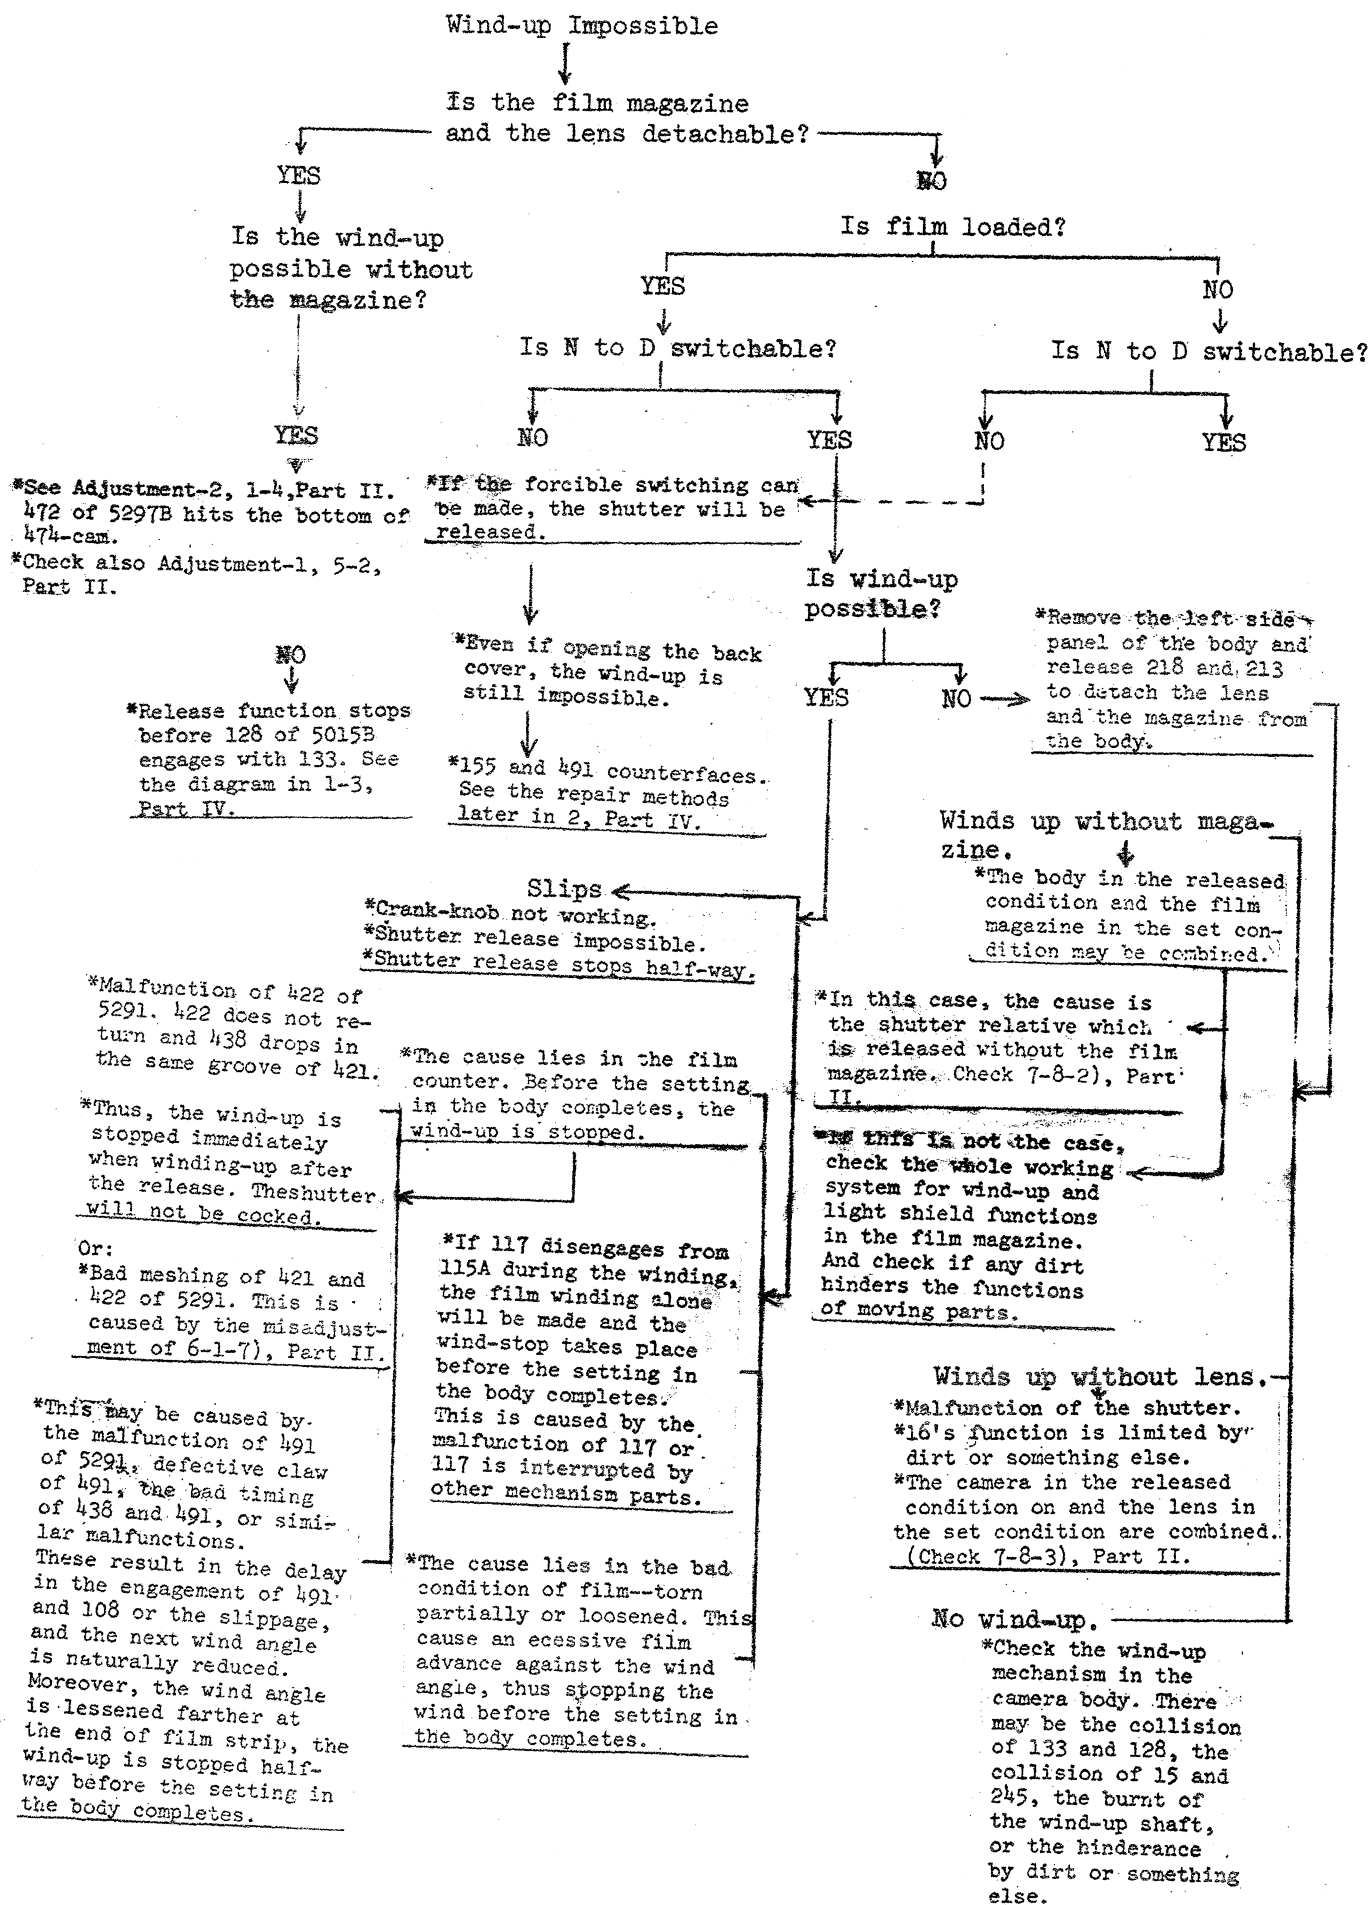 Wind-up Impossible
Is the film magazine
and the lens detachable?
YES
NO
Is the wind-up
possible without
the magazine?
Is film loaded?
YES
NO
Is N to D switchable?
Is N to D switchable?
YES
NO
YES
NO
YES
*See Adjustment-2, 1-4,Part II.
472 of 5297B hits the bottom of
474-cam.
*Check also Adjustment-1, 5-2,
Part II.
*If the forcible switching can
be made, the shutter will be
released.
NO
*Release function stops
before 128 of 5015B
engages with 133. See
the diagram in 1-3,
Part IV.
*Even if opening the back
cover, the wind-up is
still impossible.
*155 and 491 counterfaces.
See the repair methods
later in 2, Part IV.
Is wind-up
possible?
YES
NO
*Remove the left side
panel of the body and
release 218 and 213
to detach the lens
and the magazine from
the body.
Winds up without maga-
zine.
*The body in the released
condition and the film
magazine in the set con-
dition may be combined.
Slips
*Crank-knob not working.
*Shutter release impossible.
*Shutter release stops half-way.
*In this case, the cause is
the shutter relative which
is released without the film
magazine. Check 7-8-2), Part
II.
*If this is not the case,
check the whole working
system for wind-up and
light shield functions
in the film magazine.
And check if any dirt
hinders the functions
of moving parts.
*Malfunction of 422 of
5291. 422 does not re-
turn and 438 drops in
the same groove of 421.
*Thus, the wind-up is
stopped immediately
when winding-up after
the release. Theshutter
will not be cocked.
Or:
*Bad meshing of 421 and
422 of 5291. This is
caused by the misadjust-
ment of 6-1-7), Part II.
*The cause lies in the film
counter. Before the setting
in the body completes, the
wind-up is stopped.
*If 117 disengages from
115A during the winding,
the film winding alone
will be made and the
wind-stop takes place
before the setting in
the body completes.
This is caused by the
malfunction of 117 or
117 is interrupted by
other mechanism parts.
*This may be caused by
the malfunction of 491
of 5291, defective claw
of 491, the bad timing
of 438 and 491, or simi-
lar malfunctions.
These result in the delay
in the engagement of 491
and 108 or the slippage,
and the next wind angle
is naturally reduced.
Moreover, the wind angle
is lessened farther at
the end of film strip, the
wind-up is stopped half-
way before the setting in
the body completes.
*The cause lies in the bad
condition of film--torn
partially or loosened. This
cause an ecessive film
advance against the wind
angle, thus stopping the
wind before the setting in
the body completes.
Winds up without lens.
*Malfunction of the shutter.
*16's function is limited by
dirt or something else.
*The camera in the released
condition on and the lens in
the set condition are combined.
(Check 7-8-3), Part II.
No wind-up.
*Check the wind-up
mechanism in the
camera body. There
may be the collision
of 133 and 128, the
collision of 15 and
245, the burnt of
the wind-up shaft,
or the hinderance
by dirt or something
else.